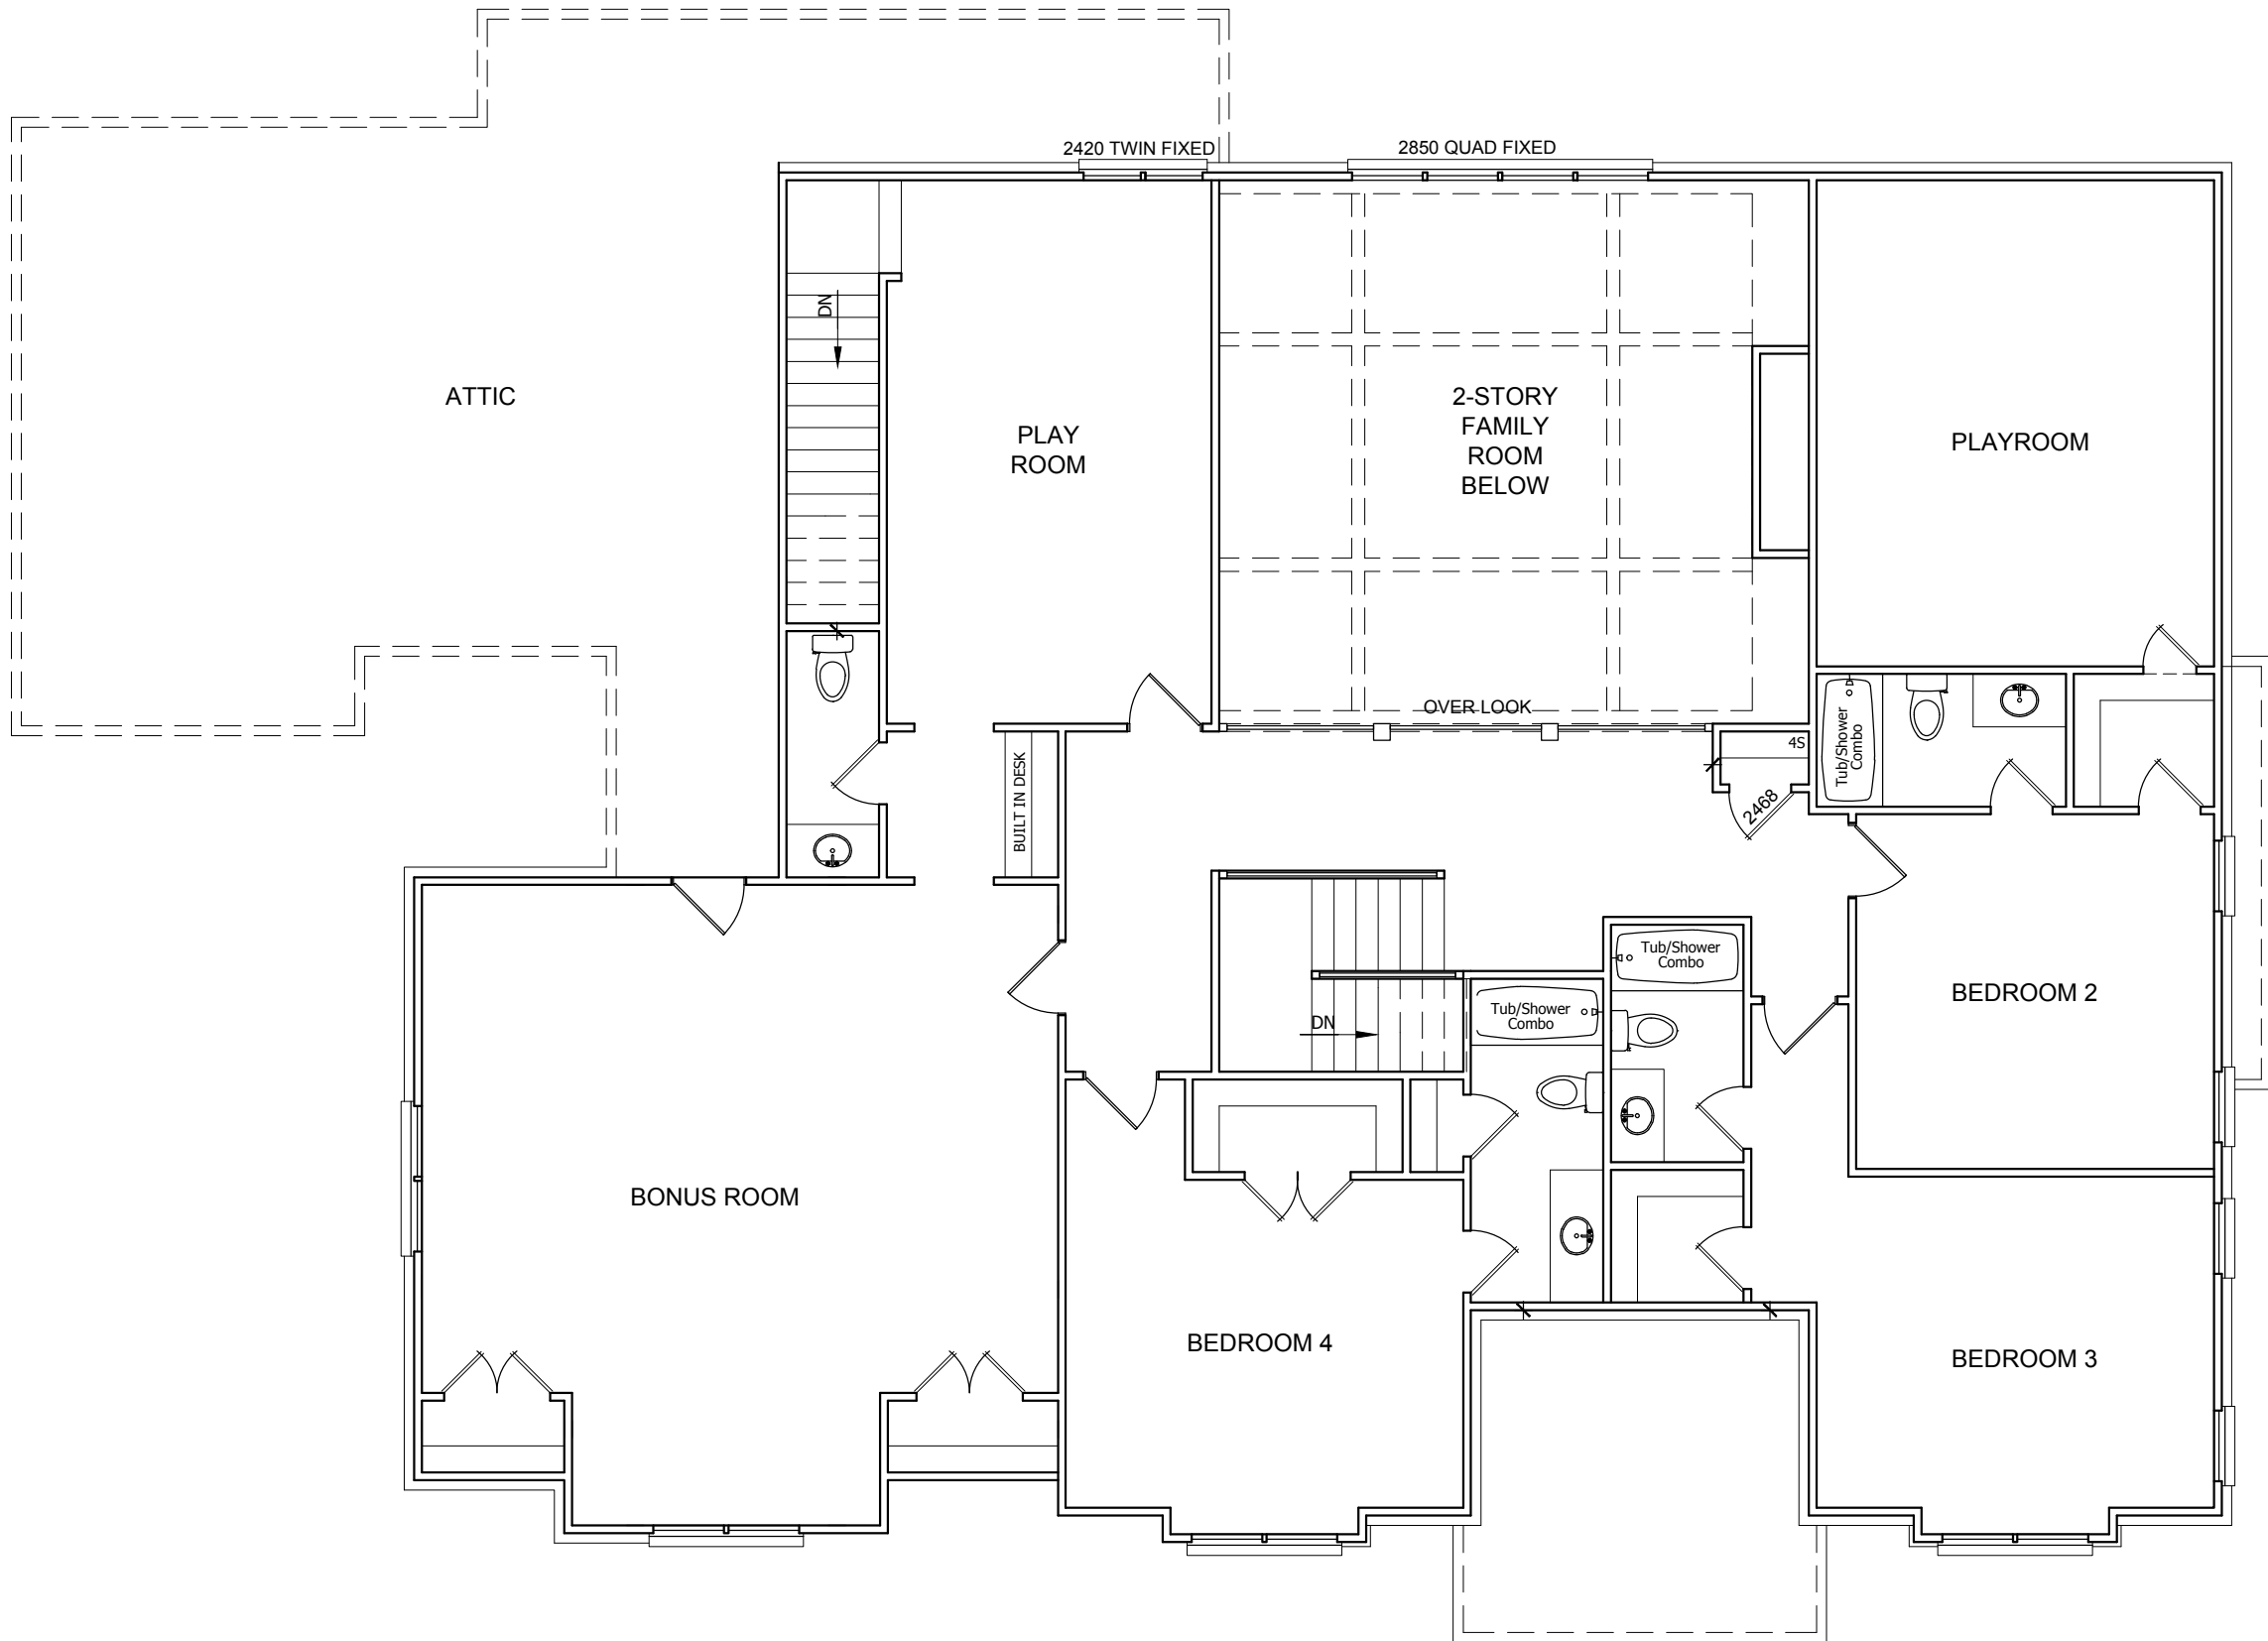 2420 TWIN FIXED
2850 QUAD FIXED
DN
ATTIC
PLAY
ROOM
2-STORY
FAMILY
ROOM
BELOW
PLAYROOM
OVER LOOK
4S
2468
Tub/Shower
Combo
BUILT IN DESK
Tub/Shower
Combo
Tub/Shower
Combo
DN
BEDROOM 2
BONUS ROOM
BEDROOM 4
BEDROOM 3